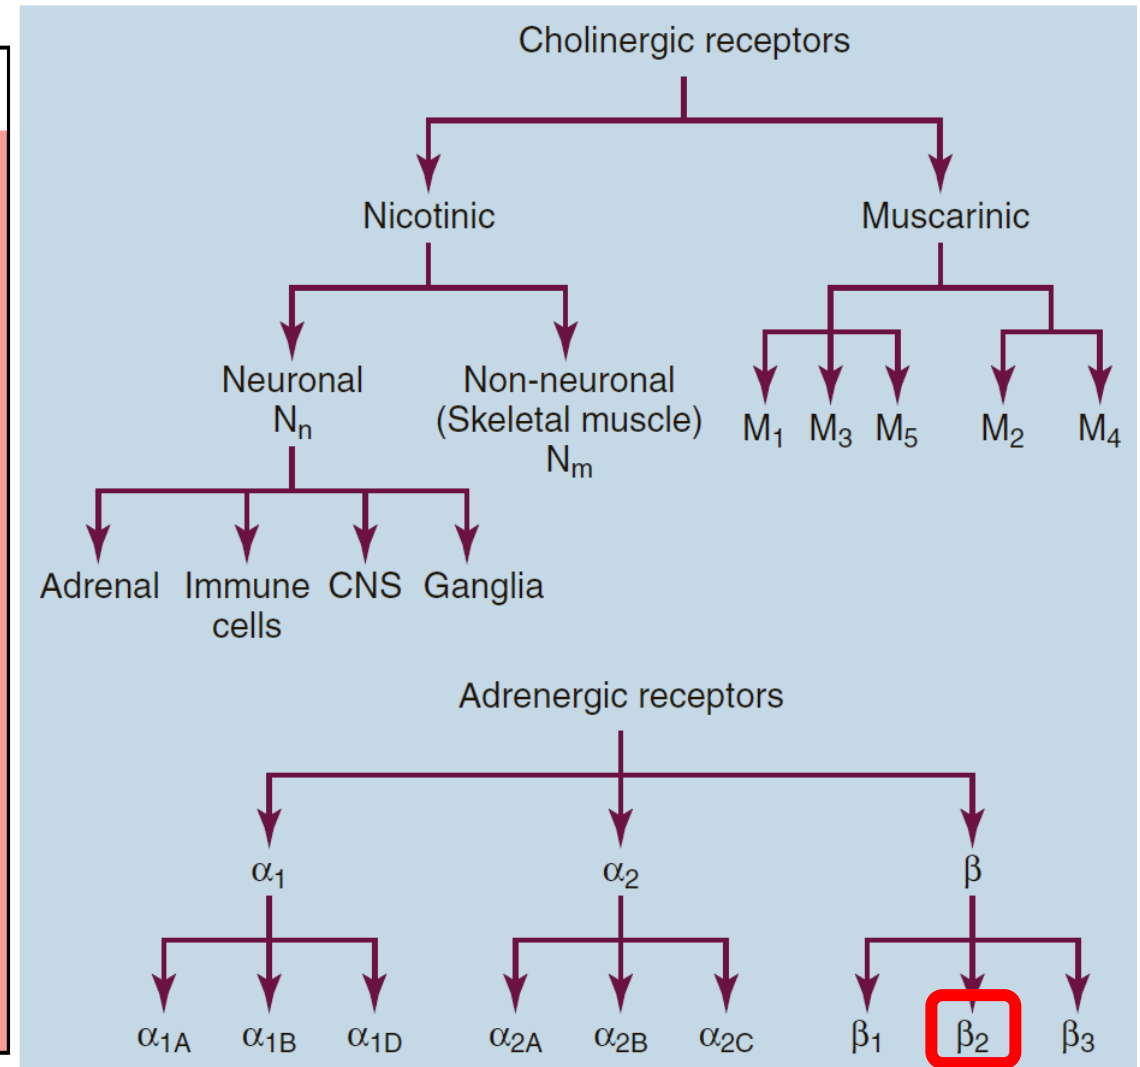 Cholinergic receptors
Nicotinic
Muscarinic
Neuronal
Nₙ
Non-neuronal
(Skeletal muscle)
Nₘ
M₁ M₃ M₅ M₂ M₄
Adrenal Immune CNS Ganglia
cells
Adrenergic receptors
α₁ α₂ β
α₁A α₁B α₁D α₂A α₂B α₂C β₁ β₂ β₃